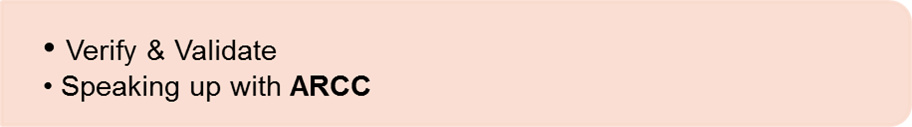 • Verify & Validate
• Speaking up with ARCC